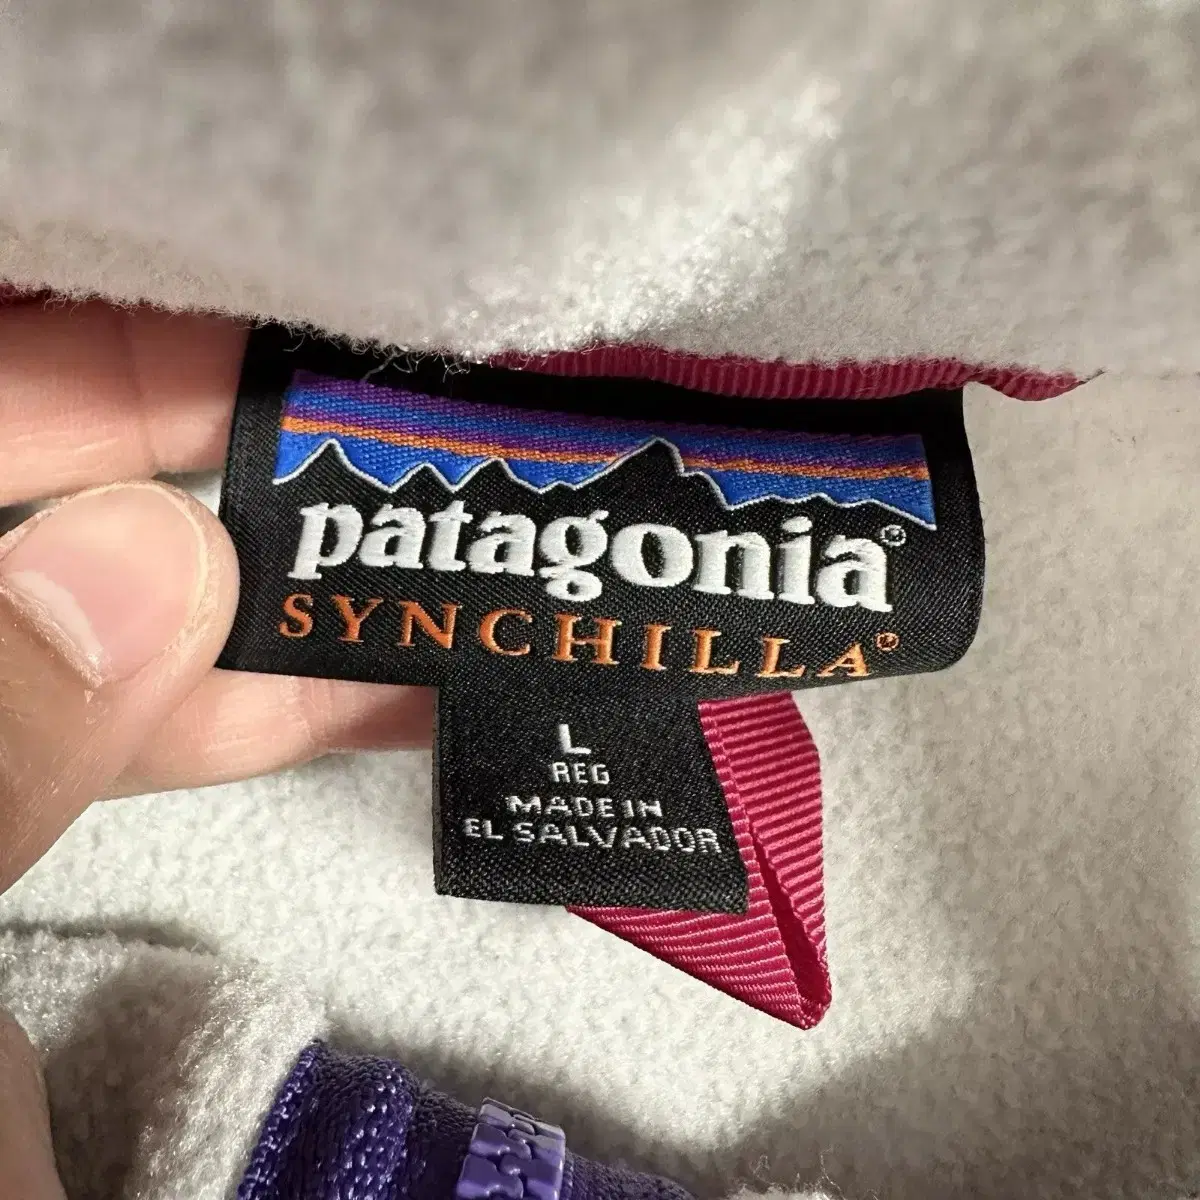 patagonia®
SYNCHILLA®
L
REG
MADE IN
EL SALVADOR